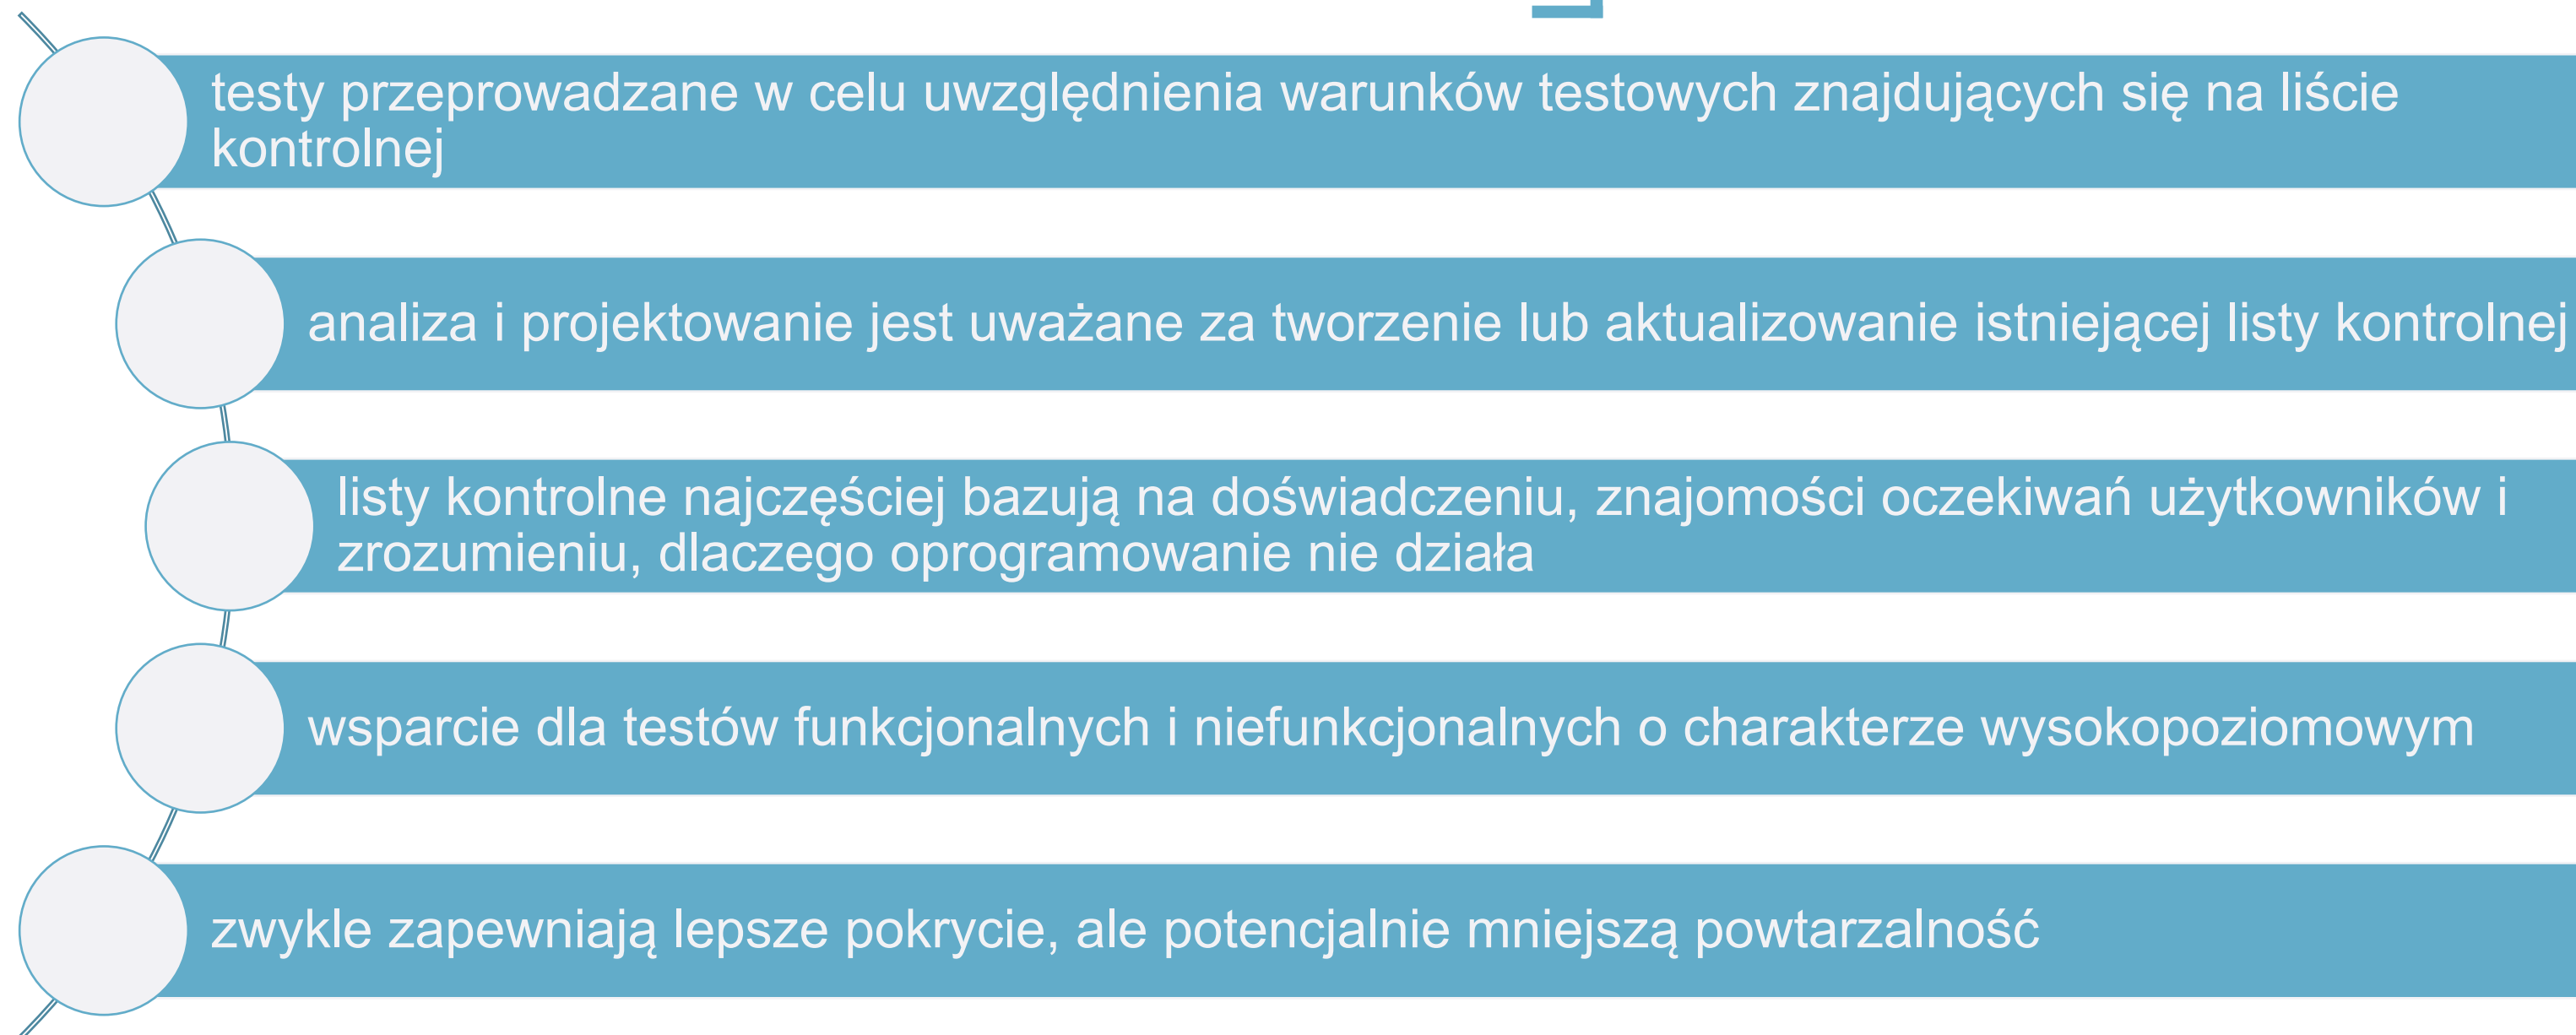 testy przeprowadzane w celu uwzględnienia warunków testowych znajdujących się na liście
kontrolnej
analiza i projektowanie jest uważane za tworzenie lub aktualizowanie istniejącej listy kontrolnej
listy kontrolne najczęściej bazują na doświadczeniu, znajomości oczekiwań użytkowników i
zrozumieniu, dlaczego oprogramowanie nie działa
wsparcie dla testów funkcjonalnych i niefunkcjonalnych o charakterze wysokopoziomowym
zwykle zapewniają lepsze pokrycie, ale potencjalnie mniejszą powtarzalność